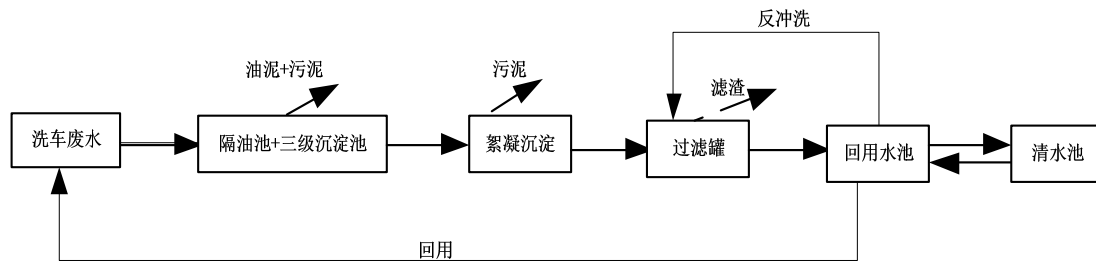 反冲洗
油泥+污泥
污泥
滤渣
洗车废水
隔油池+三级沉淀池
絮凝沉淀
过滤罐
回用水池
清水池
回用